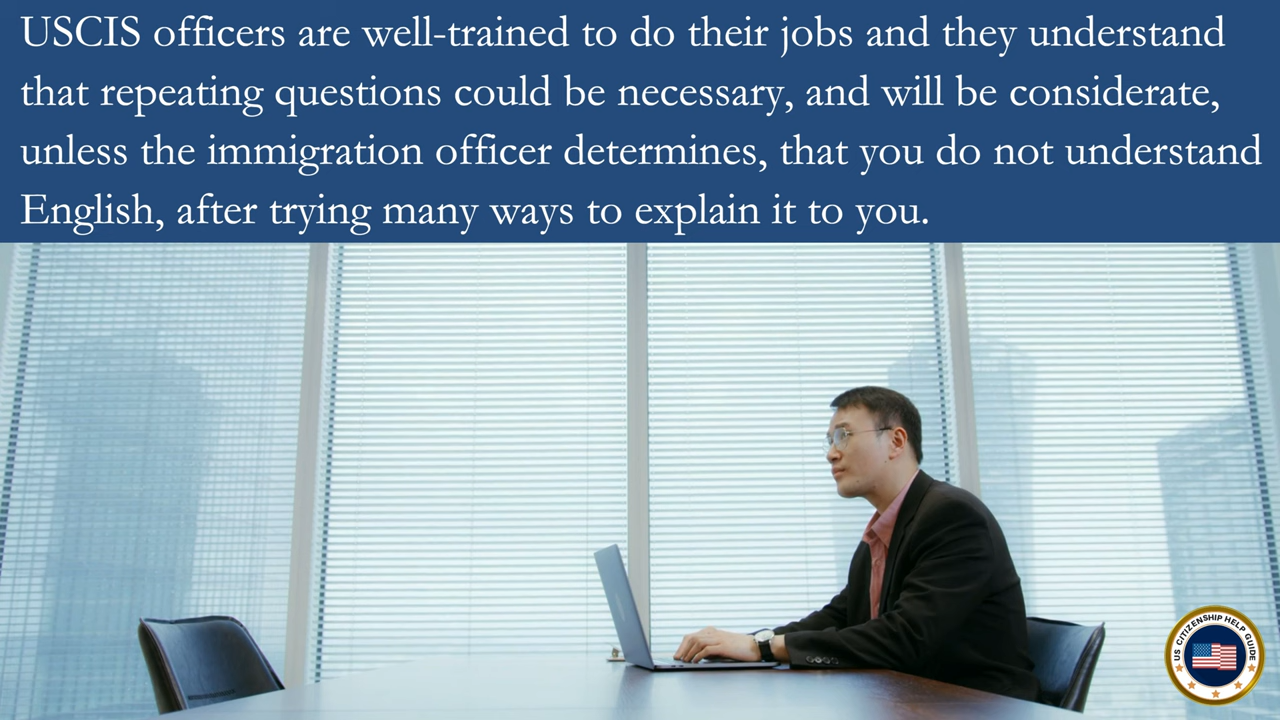 USCIS officers are well-trained to do their jobs and they understand
that repeating questions could be necessary, and will be considerate,
unless the immigration officer determines, that you do not understand
English, after trying many ways to explain it to you.
US CITIZENSHIP HELP GUIDE